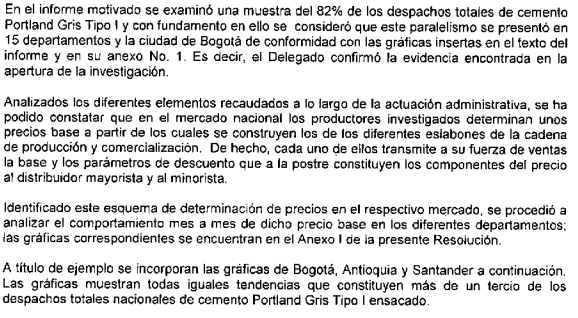 En el informe motivado se examinó una muestra del 82% de los despachos totales de cemento
Portland Gris Tipo I y con fundamento en ello se consideró que este paralelismo se presentó en
15 departamentos y la ciudad de Bogotá de conformidad con las gráficas insertas en el texto del
informe y en su anexo No. 1. Es decir, el Delegado confirmó la evidencia encontrada en la
apertura de la investigación.
Analizados los diferentes elementos recaudados a lo largo de la actuación administrativa, se ha
podido constatar que en el mercado nacional los productores investigados determinan unos
precios base a partir de los cuales se construyen los de los diferentes eslabones de la cadena
de producción y comercialización. De hecho, cada uno de ellos transmite a su fuerza de ventas
la base y los parámetros de descuento que a la postre constituyen los componentes del precio
al distribuidor mayorista y al minorista.
Identificado este esquema de determinación de precios en el respectivo mercado, se procedió a
analizar el comportamiento mes a mes de dicho precio base en los diferentes departamentos;
las gráficas correspondientes se encuentran en el Anexo I de la presente Resolución.
A título de ejemplo se incorporan las gráficas de Bogotá, Antioquia y Santander a continuación.
Las gráficas muestran todas iguales tendencias que constituyen más de un tercio de los
despachos totales nacionales de cemento Portland Gris Tipo I ensacado.